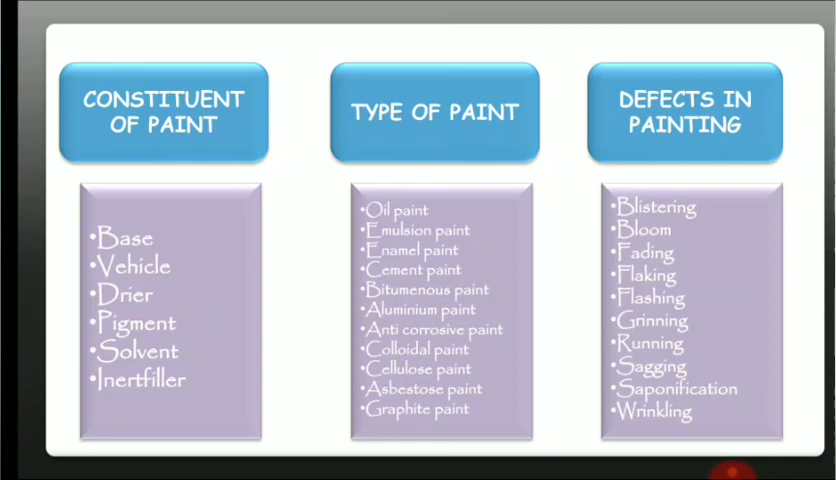 CONSTITUENT
OF PAINT
•Base
•Vehicle
•Drier
•Pigment
•Solvent
•Inertfiller
TYPE OF PAINT
•Oil paint
•Emulsion paint
•Enamel paint
•Cement paint
•Bitumenous paint
•Aluminium paint
•Anti corrosive paint
•Colloidal paint
•Cellulose paint
•Asbestose paint
•Graphite paint
DEFECTS IN
PAINTING
•Blistering
•Bloom
•Fading
•Flaking
•Flashing
•Grinning
•Running
•Sagging
•Saponification
•Wrinkling